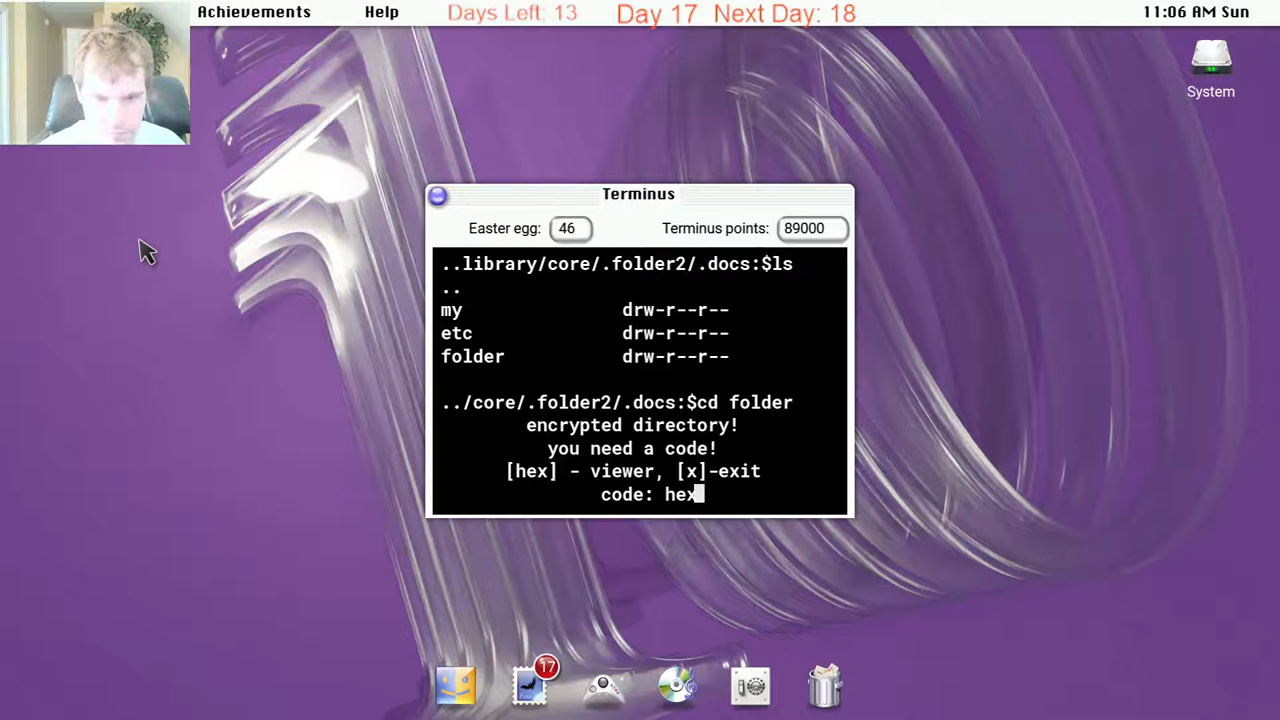 Achievements Help Days Left: 13 Day 17 Next Day: 18 11:06 AM Sun
System
Terminus
Easter egg: 46 Terminus points: 89000
..library/core/.folder2/.docs:$ls
..
my drw-r--r--
etc drw-r--r--
folder drw-r--r--
../core/.folder2/.docs:$cd folder
encrypted directory!
you need a code!
[hex] - viewer, [x]-exit
code: hex
17